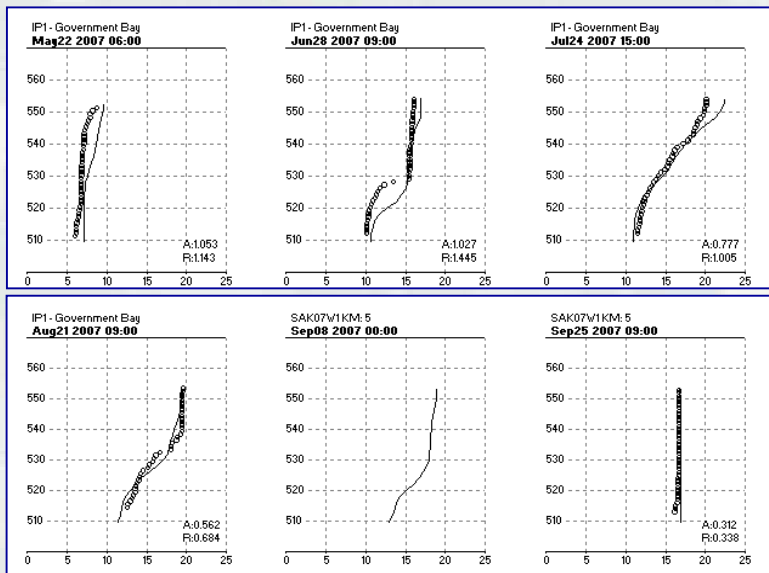 IP1 - Government Bay
May22 2007 06:00
560
550
540
530
520
510
A:1.053
R:1.143
0 5 10 15 20 25
IP1 - Government Bay
Jun28 2007 09:00
560
550
540
530
520
510
A:1.027
R:1.445
0 5 10 15 20 25
IP1 - Government Bay
Jul24 2007 15:00
560
550
540
530
520
510
A:0.777
R:1.005
0 5 10 15 20 25
IP1 - Government Bay
Aug21 2007 09:00
560
550
540
530
520
510
A:0.562
R:0.684
0 5 10 15 20 25
SAK07W1KM: 5
Sep08 2007 00:00
560
550
540
530
520
510
0 5 10 15 20 25
SAK07W1KM: 5
Sep25 2007 09:00
560
550
540
530
520
510
A:0.312
R:0.338
0 5 10 15 20 25